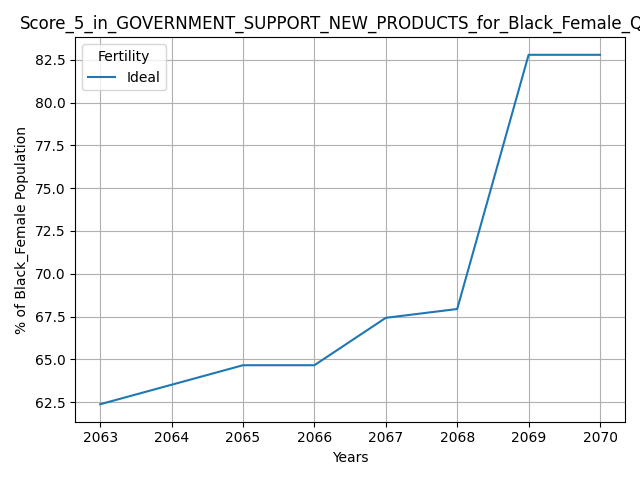 Score_5_in_GOVERNMENT_SUPPORT_NEW_PRODUCTS_for_Black_Female_Q
Fertility
Ideal
82.5
80.0
77.5
75.0
72.5
70.0
67.5
65.0
62.5
% of Black_Female Population
2063 2064 2065 2066 2067 2068 2069 2070
Years